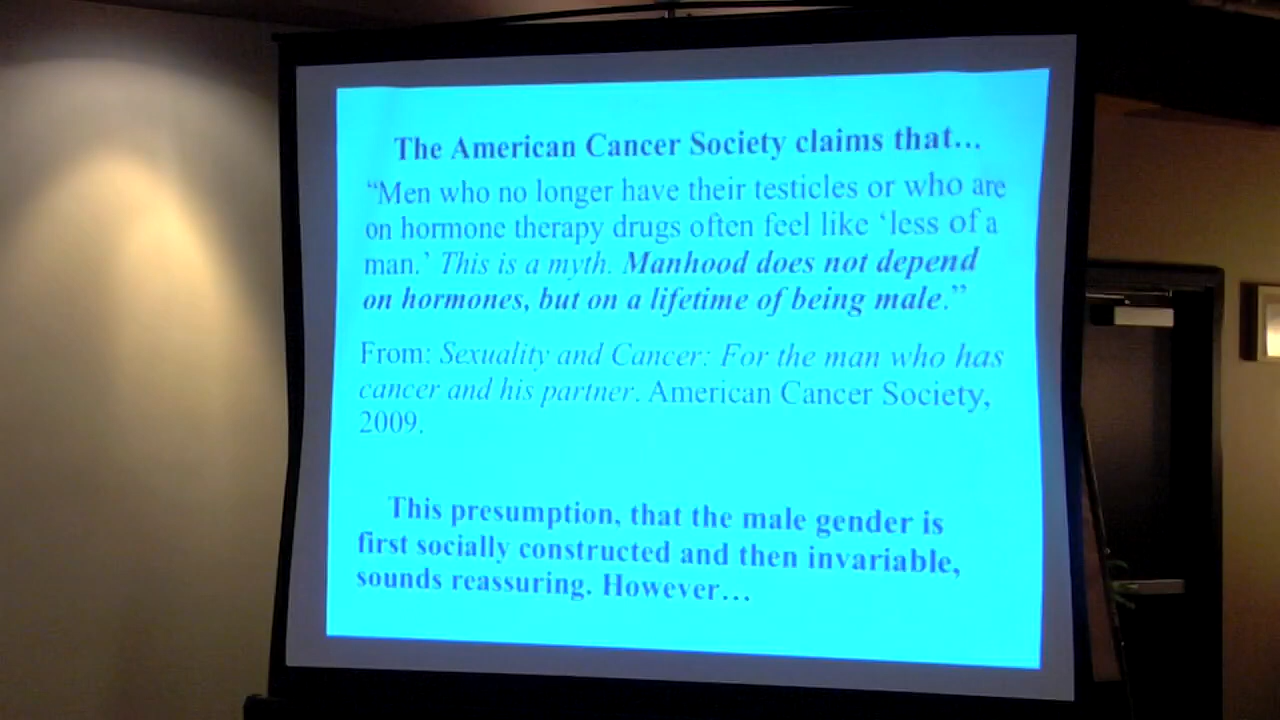 The American Cancer Society claims that...
“Men who no longer have their testicles or who are
on hormone therapy drugs often feel like ‘less of a
man.’ This is a myth. Manhood does not depend
on hormones, but on a lifetime of being male.”
From: Sexuality and Cancer: For the man who has
cancer and his partner. American Cancer Society,
2009.
This presumption, that the male gender is
first socially constructed and then invariable,
sounds reassuring. However...